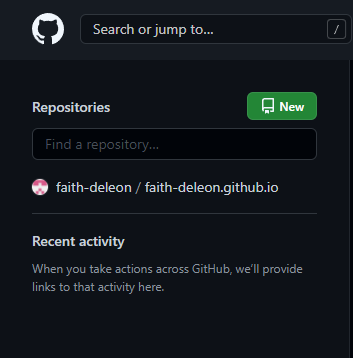 Search or jump to...
/
Repositories
New
Find a repository...
faith-deleon / faith-deleon.github.io
Recent activity
When you take actions across GitHub, we'll provide
links to that activity here.